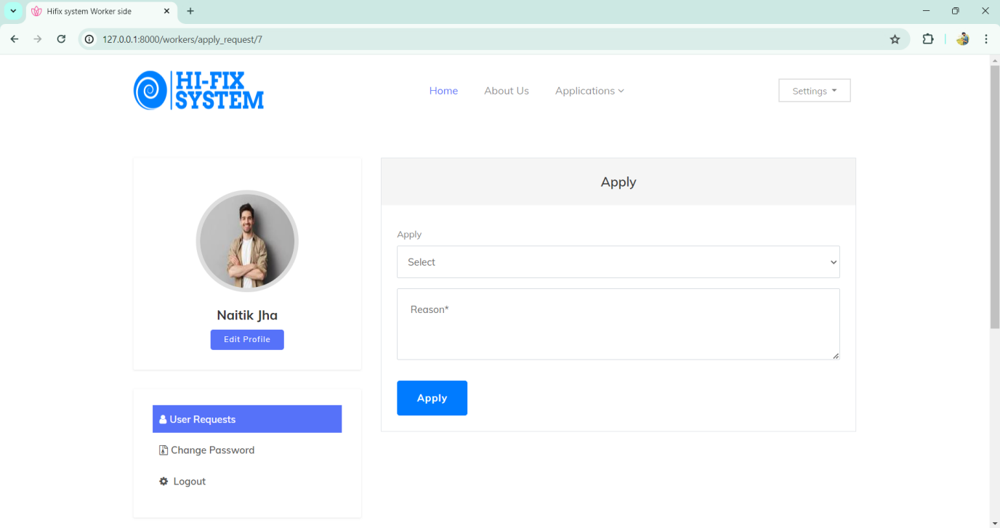 Hifix system Worker side
127.0.0.1:8000/workers/apply_request/7
HI-FIX
SYSTEM
Home
About Us
Applications
Settings
Naitik Jha
Edit Profile
User Requests
Change Password
Logout
Apply
Apply
Select
Reason*
Apply